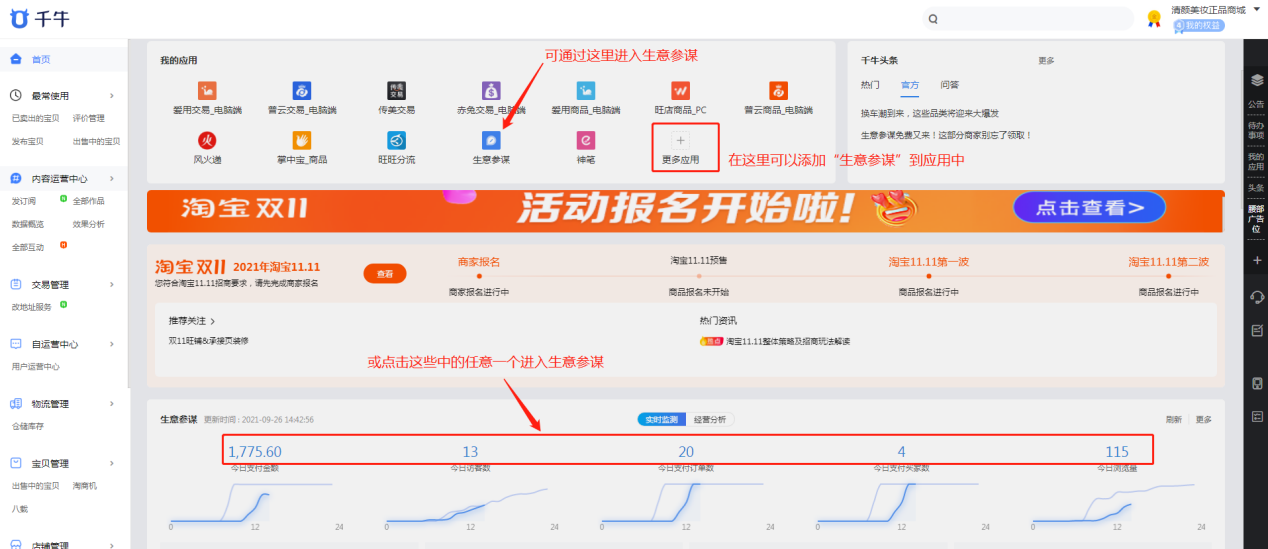 千牛
清颜美妆正品商城
我的权益
首页
最常使用
已卖出的宝贝 评价管理
发布宝贝 出售中的宝贝
内容运营中心
发订阅 全部作品
数据概览 效果分析
全部互动
交易管理
改地址服务
自运营中心
用户运营中心
物流管理
仓储库存
宝贝管理
出售中的宝贝 淘商机
八戴
店铺管理
我的应用
可通过这里进入生意参谋
爱用交易_电脑端 普云交易_电脑端 传美交易 赤兔交易_电脑端 爱用商品_电脑端 旺店商品_PC 普云商品_电脑端
风火递 掌中宝_商品 旺旺分流 生意参谋 神笔 更多应用
在这里可以添加“生意参谋”到应用中
千牛头条 更多
热门 官方 问答
换车潮到来，这些品类将迎来大爆发
生意参谋免费又来！这部分商家别忘了领取！
淘宝双11 活动报名开始啦! 点击查看>
淘宝双11 2021年淘宝11.11
您符合淘宝11.11招商要求，请先完成商家报名
查看
商家报名 淘宝11.11预售 淘宝11.11第一波 淘宝11.11第二波
商家报名进行中 商品报名未开始 商品报名进行中 商品报名进行中
推荐关注 热门资讯
双11旺铺&承接页装修 淘宝11.11整体策略及招商玩法解读
或点击这些中的任意一个进入生意参谋
生意参谋 更新时间 : 2021-09-26 14:42:56 实时监测 经营分析 刷新 更多
1,775.60 13 20 4 115
今日支付金额 今日访客数 今日支付订单数 今日支付买家数 今日浏览量
0 12 24 0 12 24 0 12 24 0 12 24 0 12 24
公告
待办
事项
我的
应用
头条
腰部
广告
位